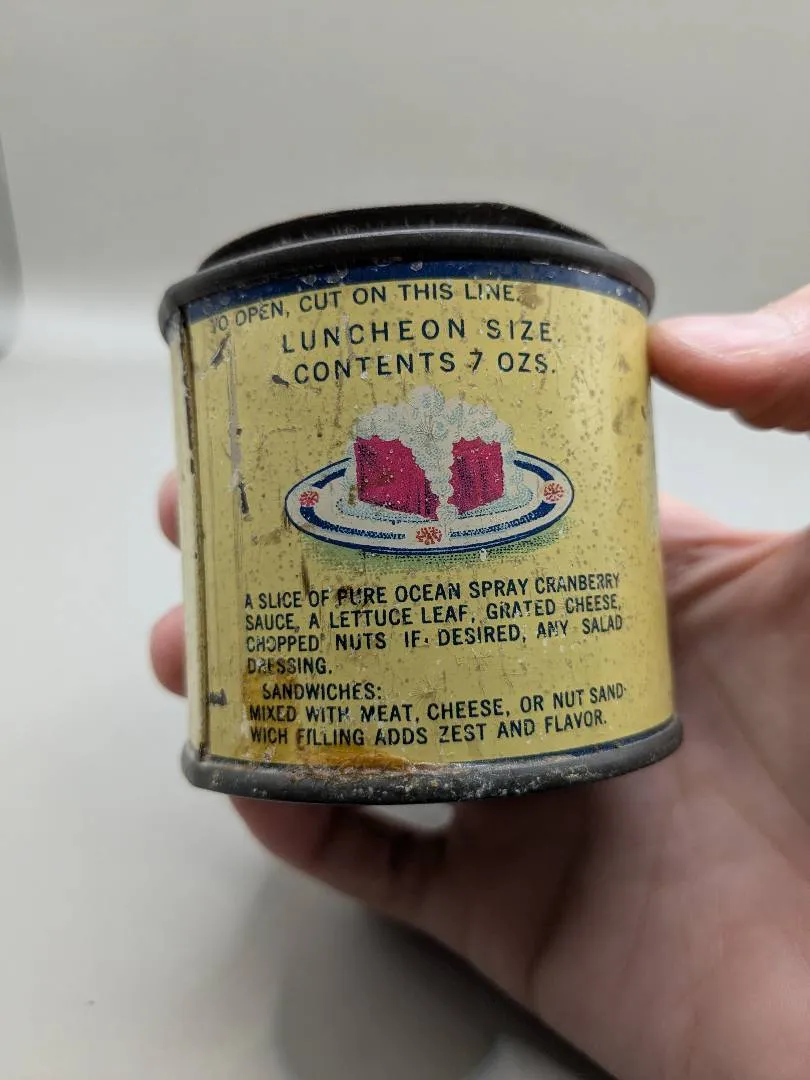 TO OPEN, CUT ON THIS LINE.
LUNCHEON SIZE.
CONTENTS 7 OZS.
A SLICE OF PURE OCEAN SPRAY CRANBERRY
SAUCE, A LETTUCE LEAF, GRATED CHEESE,
CHOPPED NUTS IF DESIRED, ANY SALAD
DRESSING.
SANDWICHES:
MIXED WITH MEAT, CHEESE, OR NUT SAND-
WICH FILLING ADDS ZEST AND FLAVOR.